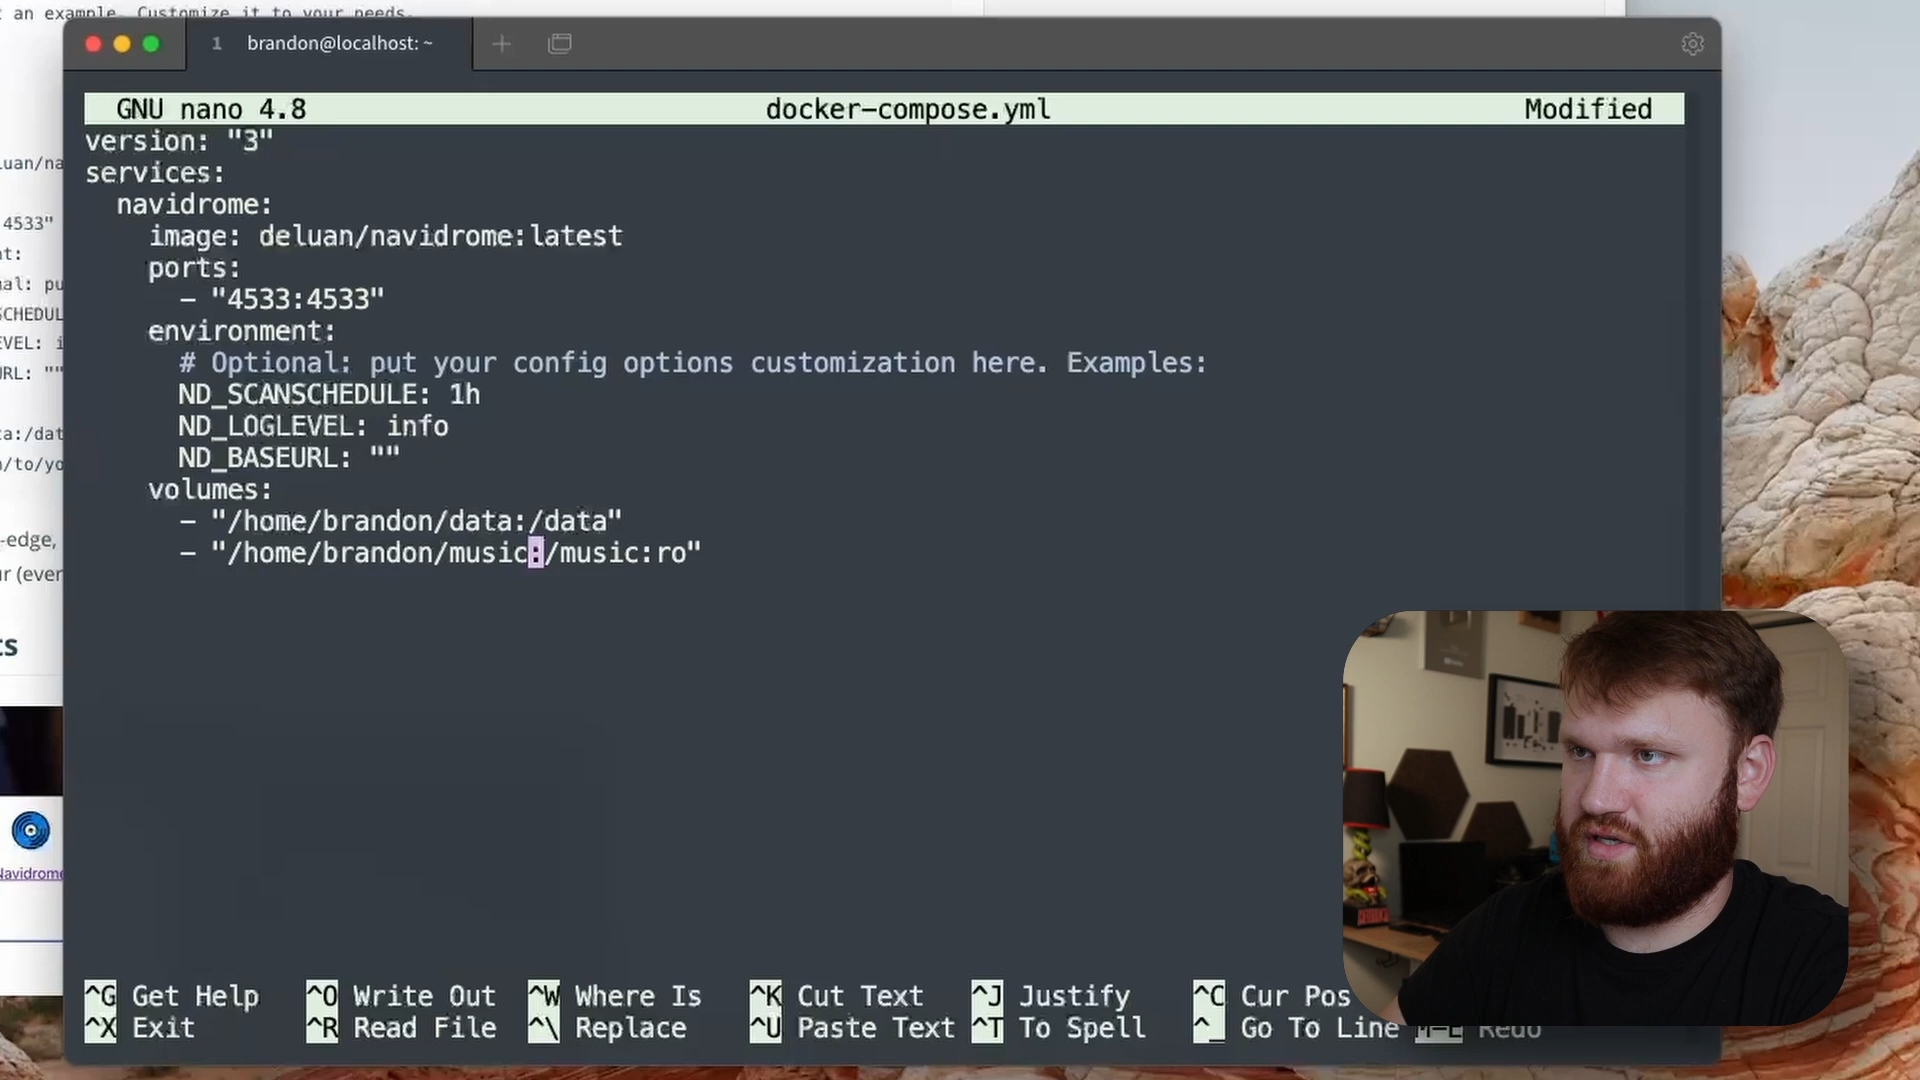 t an example. Customize it to your needs.
1 brandon@localhost: ~
GNU nano 4.8 docker-compose.yml Modified
version: "3"
services:
navidrome:
image: deluan/navidrome:latest
ports:
- "4533:4533"
environment:
# Optional: put your config options customization here. Examples:
ND_SCANSCHEDULE: 1h
ND_LOGLEVEL: info
ND_BASEURL: ""
volumes:
- "/home/brandon/data:/data"
- "/home/brandon/music:/music:ro"
luan/na
4533"
t:
al: pu
SCHEDUL
EVEL: i
RL: ""
a:/dat
/to/yo
-edge,
r (ever
ts
Navidrome
^G Get Help ^O Write Out ^W Where Is ^K Cut Text ^J Justify ^C Cur Pos
^X Exit ^R Read File ^\ Replace ^U Paste Text ^T To Spell ^_ Go To Line M-E Redo